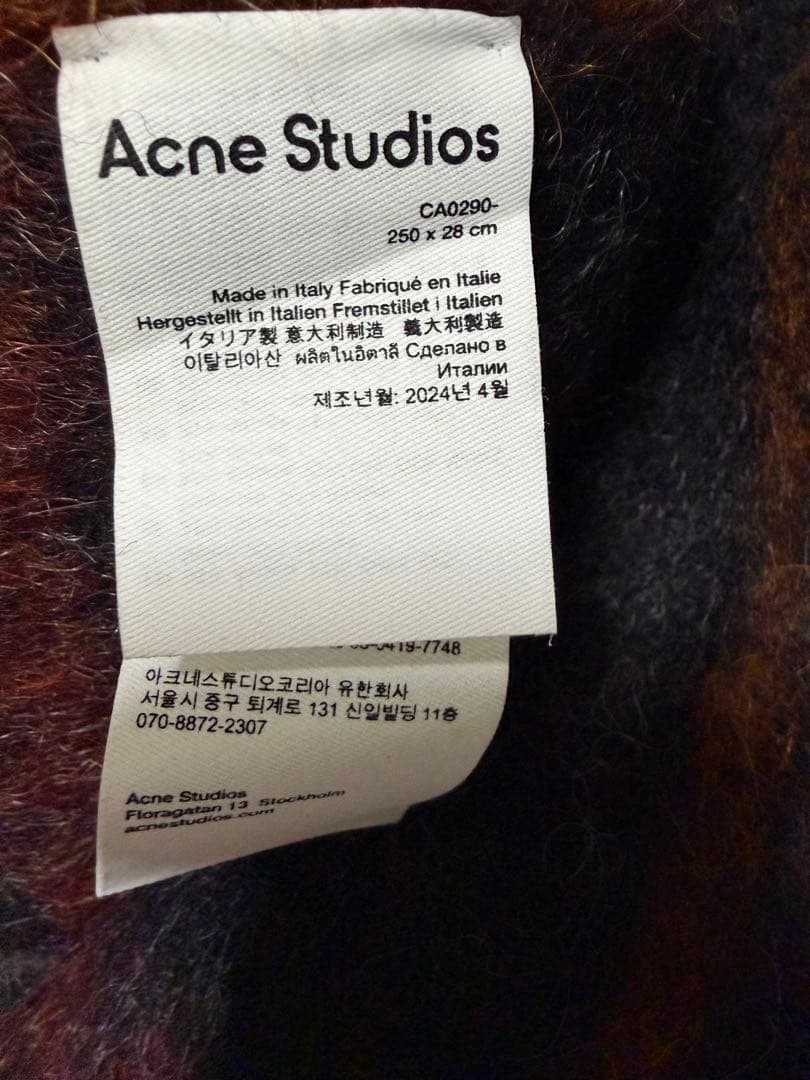 Acne Studios
CA0290-
250 x 28 cm
Made in Italy Fabriqué en Italie
Hergestellt in Italien Fremstillet i Italien
イタリア製 意大利制造 義大利製造
이탈리아산 ผลิตในอิตาลี Сделано в
Италии
제조년월: 2024년 4월
아크네스튜디오코리아 유한회사
서울시 중구 퇴계로 131 신일빌딩 11층
070-8872-2307
Acne Studios
Floragatan 13 Stockholm
acnestudios.com